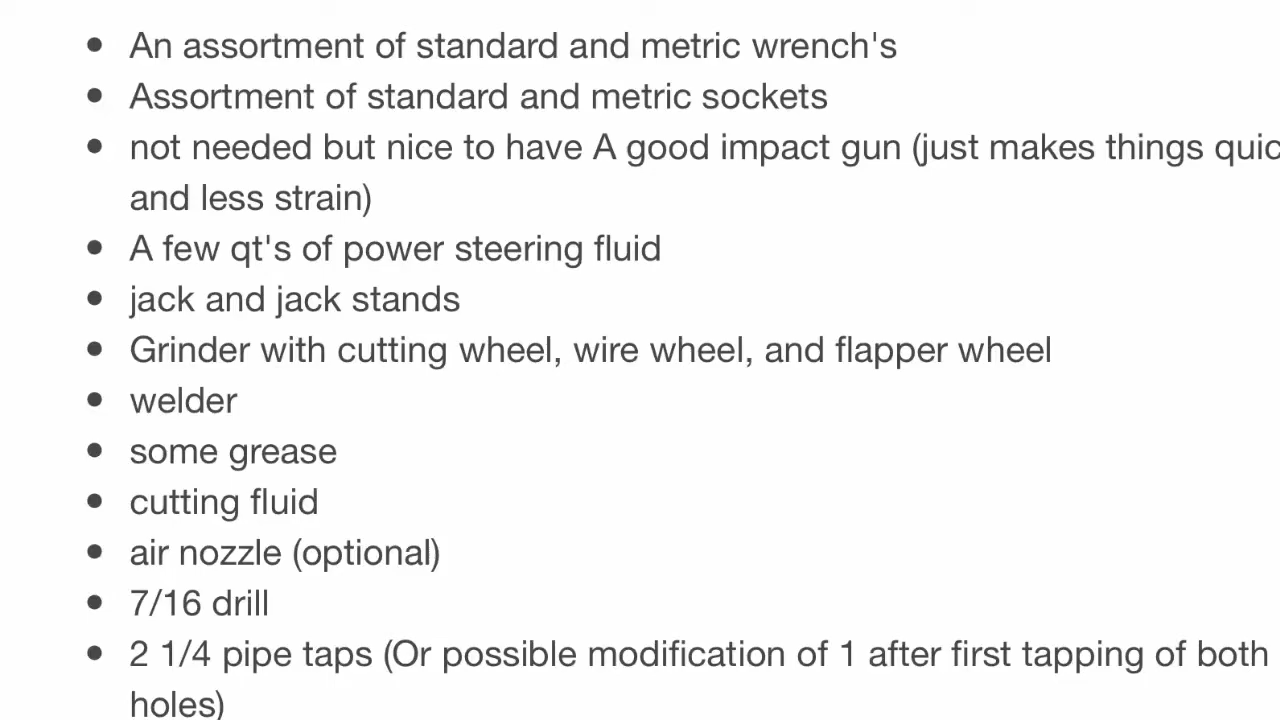 • An assortment of standard and metric wrench's
• Assortment of standard and metric sockets
• not needed but nice to have A good impact gun (just makes things quic
and less strain)
• A few qt's of power steering fluid
• jack and jack stands
• Grinder with cutting wheel, wire wheel, and flapper wheel
• welder
• some grease
• cutting fluid
• air nozzle (optional)
• 7/16 drill
• 2 1/4 pipe taps (Or possible modification of 1 after first tapping of both
holes)